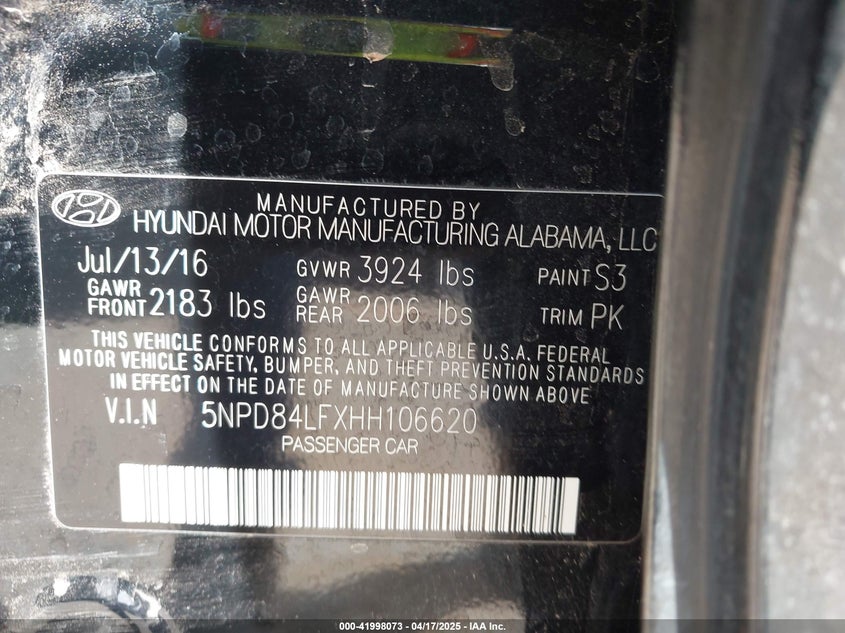 MANUFACTURED BY
HYUNDAI MOTOR MANUFACTURING ALABAMA, LLC
Jul/13/16 GVWR 3924 lbs PAINT S3
GAWR FRONT 2183 lbs GAWR REAR 2006 lbs TRIM PK
THIS VEHICLE CONFORMS TO ALL APPLICABLE U.S.A. FEDERAL
MOTOR VEHICLE SAFETY, BUMPER, AND THEFT PREVENTION STANDARDS
IN EFFECT ON THE DATE OF MANUFACTURE SHOWN ABOVE
V.I.N 5NPD84LFXHH106620
PASSENGER CAR
000-41998073 - 04/17/2025 - IAA Inc.